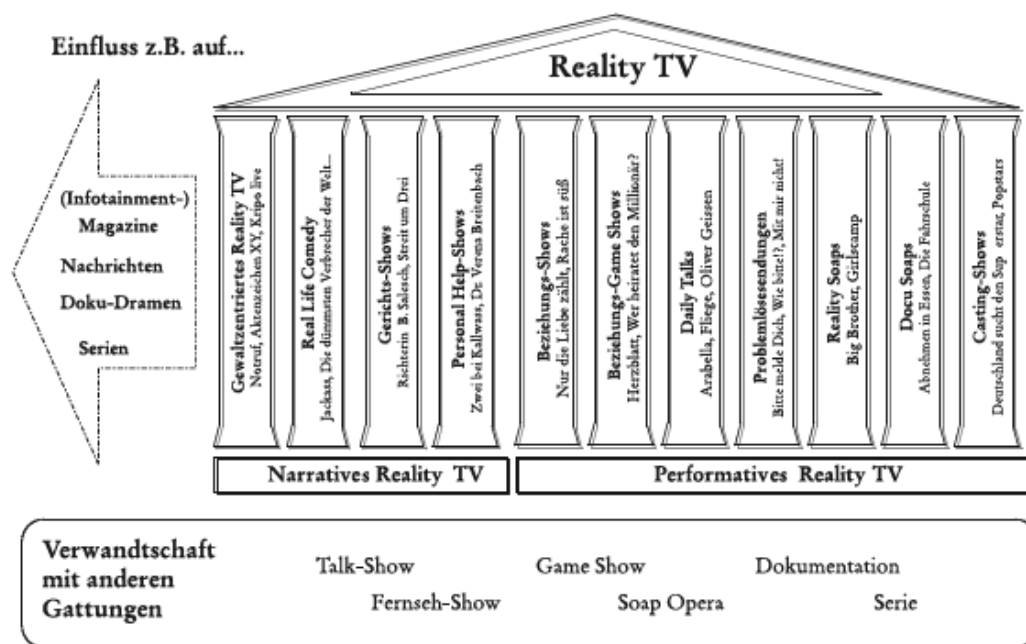 Einfluss z.B. auf...
Reality TV
(Infotainment-)
Magazine
Nachrichten
Doku-Dramen
Serien
Gewaltzentriertes Reality TV
Notruf, Aktenzeichen XY, Kripo live
Real Life Comedy
Jackass, Die dümmsten Verbrecher der Welt...
Gerichts-Shows
Richterin B. Salesch, Streit um Drei
Personal Help-Shows
Zwei bei Kallwass, Dr. Verena Breitenbach
Beziehungs-Shows
Nur die Liebe zählt, Rache ist süß
Beziehungs-Game Shows
Herzblatt, Wer heiratet den Millionär?
Daily Talks
Arabella, Fliege, Oliver Geissen
Problemlösesendungen
Bitte melde Dich, Wie bitte!?, Mit mir nicht!
Reality Soaps
Big Brother, Girlscamp
Docu Soaps
Abnehmen in Essen, Die Fahrschule
Casting-Shows
Deutschland sucht den Sup erstar, Popstars
Narratives Reality TV
Performatives Reality TV
Verwandtschaft
mit anderen
Gattungen
Talk-Show
Game Show
Dokumentation
Fernseh-Show
Soap Opera
Serie